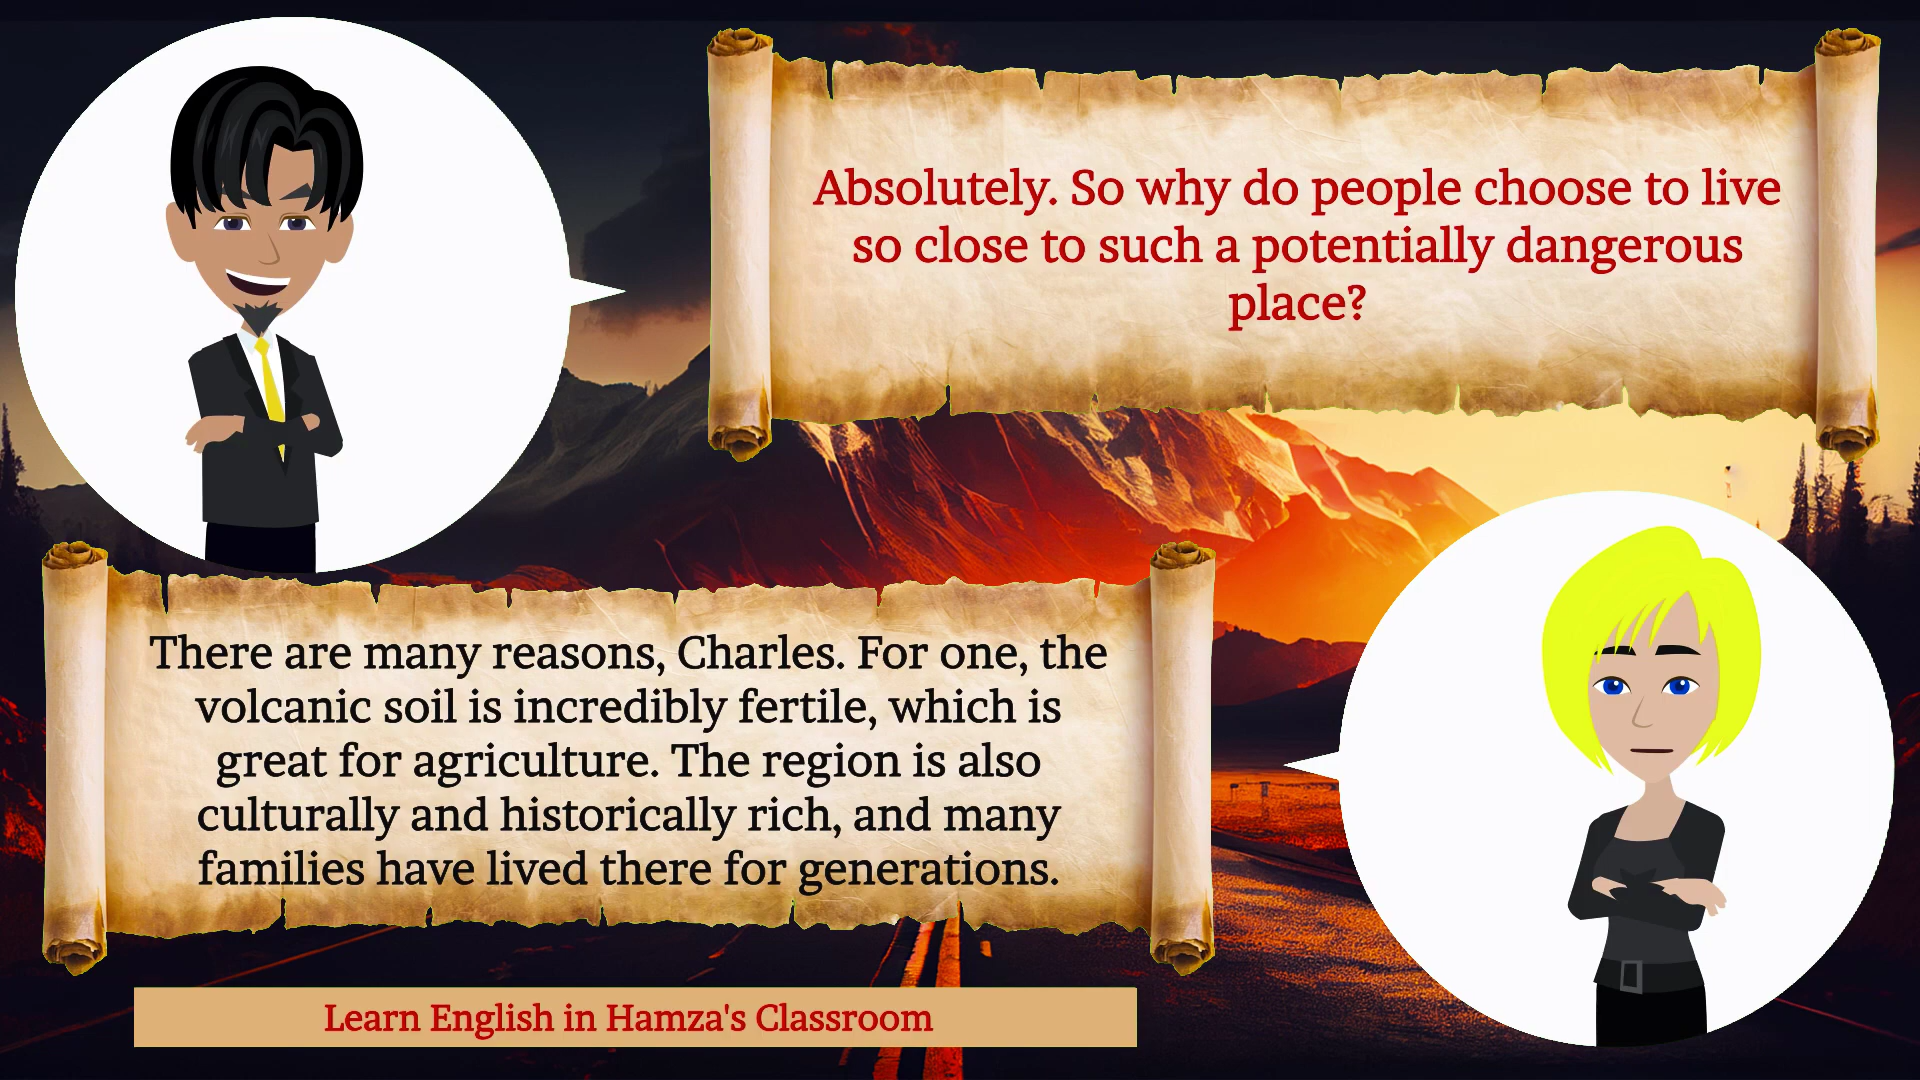 Absolutely. So why do people choose to live
so close to such a potentially dangerous
place?
There are many reasons, Charles. For one, the
volcanic soil is incredibly fertile, which is
great for agriculture. The region is also
culturally and historically rich, and many
families have lived there for generations.
Learn English in Hamza's Classroom